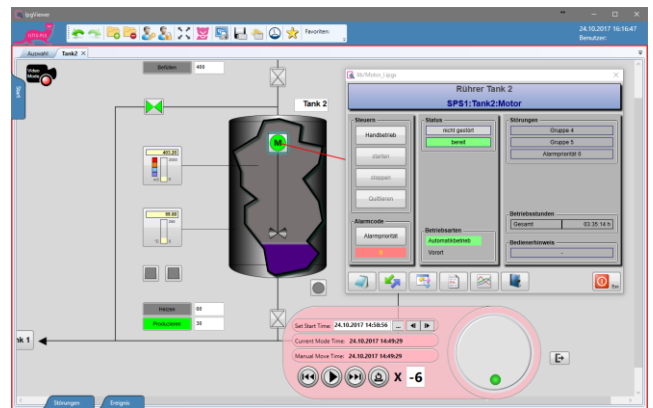 lpgViewer
Favoriten:
24.10.2017 16:16:47
Benutzer:
Auswahl
Tank2
Video
Mode
Start
Befüllen
400
Tank 2
M
Rührer Tank 2
SPS1:Tank2:Motor
Steuern
Handbetrieb
starten
stoppen
Quittieren
Alarmcode
Alarmpriorität
Status
nicht gestört
bereit
Betriebsarten
Automatikbetrieb
Vorort
Störungen
Gruppe 4
Gruppe 5
Betriebsstunden
Gesamt
03:35:14 h
Bedienerhinweis
-
Heizen
60
Produzieren
30
nk 1
Set Start Time: 24.10.2017 14:58:56 ...
Current Mode Time: 24.10.2017 14:49:29
Manual Move Time: 24.10.2017 14:49:29
X -6
Störungen
Ereignis